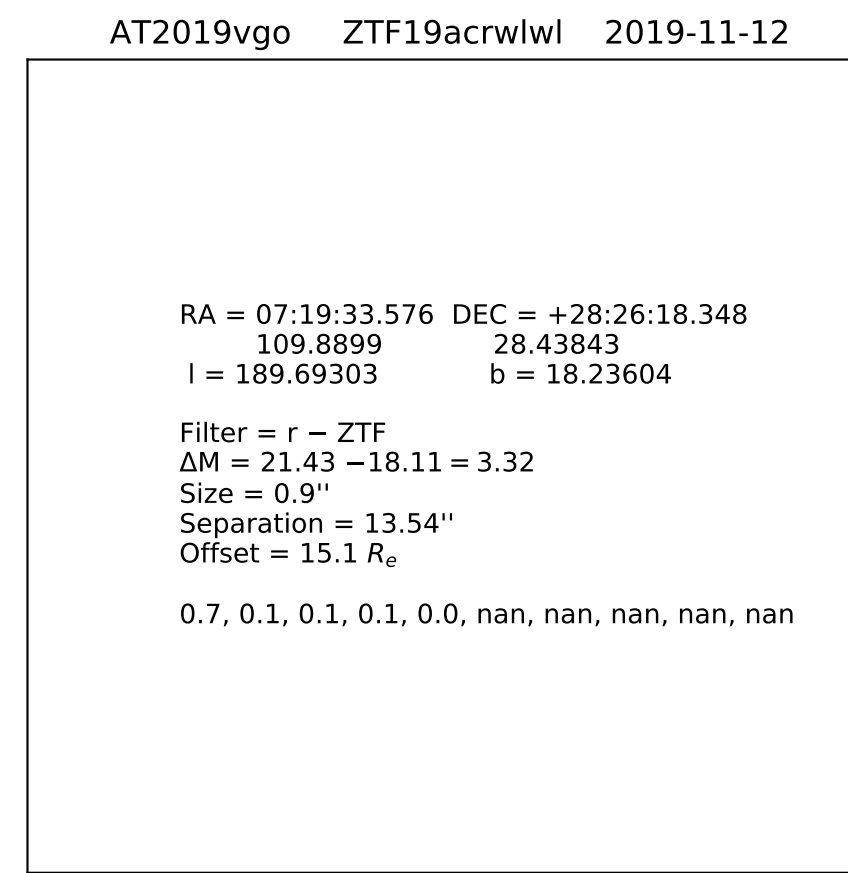 AT2019vgo ZTF19acrwlwl 2019-11-12
RA = 07:19:33.576 DEC = +28:26:18.348
109.8899 28.43843
l = 189.69303 b = 18.23604
Filter = r − ZTF
ΔM = 21.43 −18.11 = 3.32
Size = 0.9''
Separation = 13.54''
Offset = 15.1 Rₑ
0.7, 0.1, 0.1, 0.1, 0.0, nan, nan, nan, nan, nan